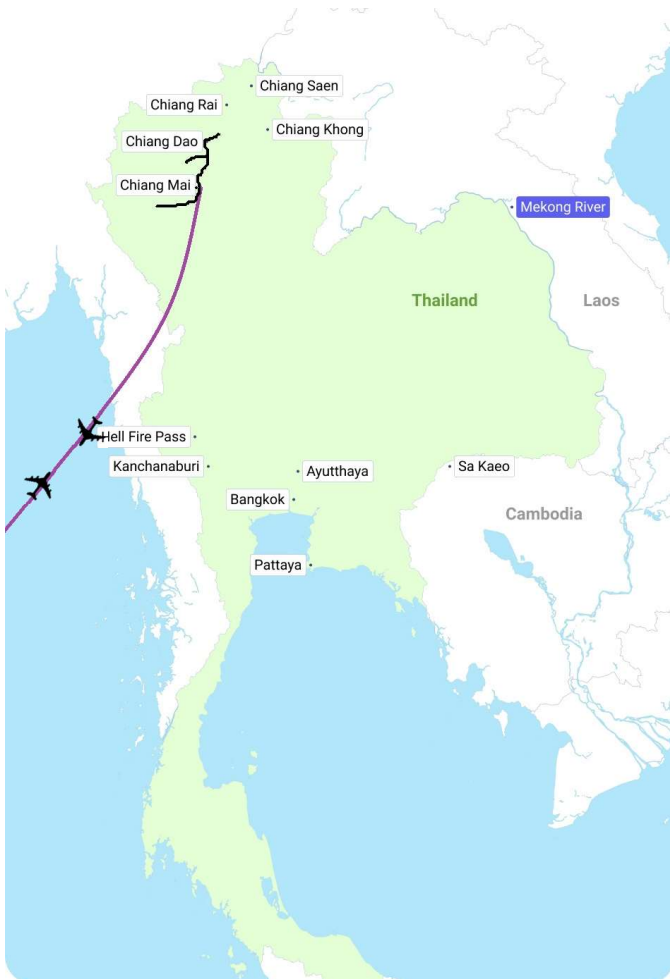 Chiang Saen
Chiang Rai
Chiang Khong
Chiang Dao
Chiang Mai
Mekong River
Thailand
Laos
Hell Fire Pass
Kanchanaburi
Ayutthaya
Sa Kaeo
Bangkok
Cambodia
Pattaya